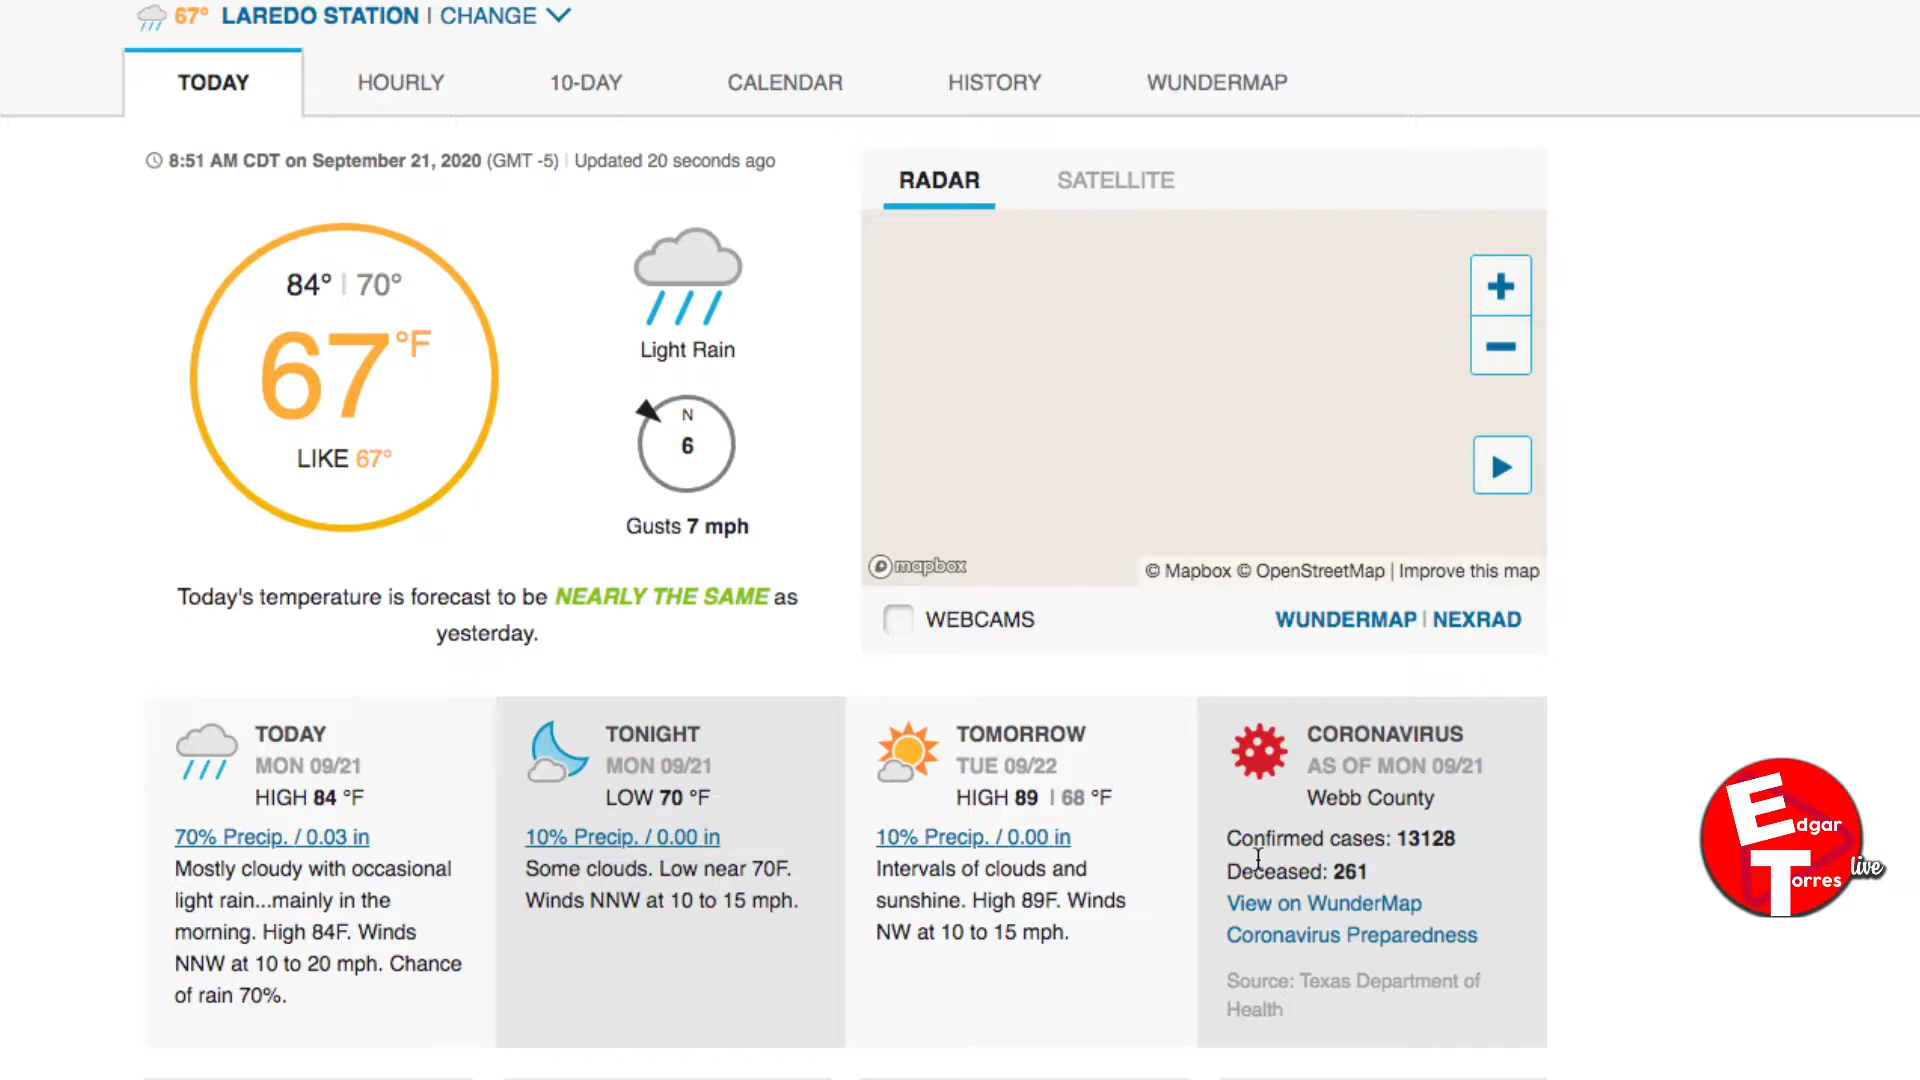 67° LAREDO STATION | CHANGE
TODAY
HOURLY
10-DAY
CALENDAR
HISTORY
WUNDERMAP
8:51 AM CDT on September 21, 2020 (GMT -5) | Updated 20 seconds ago
84° | 70°
67 °F
LIKE 67°
Light Rain
N
6
Gusts 7 mph
Today's temperature is forecast to be NEARLY THE SAME as
yesterday.
RADAR
SATELLITE
mapbox
© Mapbox © OpenStreetMap | Improve this map
WEBCAMS
WUNDERMAP | NEXRAD
TODAY
MON 09/21
HIGH 84 °F
70% Precip. / 0.03 in
Mostly cloudy with occasional
light rain...mainly in the
morning. High 84F. Winds
NNW at 10 to 20 mph. Chance
of rain 70%.
TONIGHT
MON 09/21
LOW 70 °F
10% Precip. / 0.00 in
Some clouds. Low near 70F.
Winds NNW at 10 to 15 mph.
TOMORROW
TUE 09/22
HIGH 89 | 68 °F
10% Precip. / 0.00 in
Intervals of clouds and
sunshine. High 89F. Winds
NW at 10 to 15 mph.
CORONAVIRUS
AS OF MON 09/21
Webb County
Confirmed cases: 13128
Deceased: 261
View on WunderMap
Coronavirus Preparedness
Source: Texas Department of
Health
Edgar
Torres live